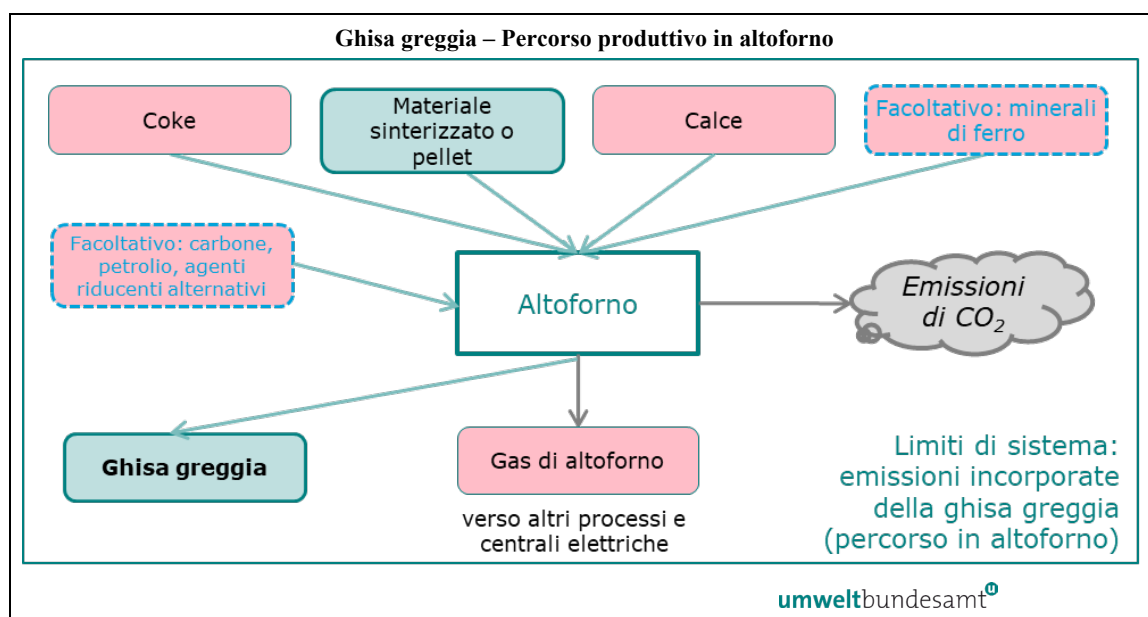 Ghisa greggia – Percorso produttivo in altoforno
Coke
Materiale
sinterizzato o
pellet
Calce
Facoltativo: minerali
di ferro
Facoltativo: carbone,
petrolio, agenti
riducenti alternativi
Altoforno
Emissioni
di CO₂
Ghisa greggia
Gas di altoforno
verso altri processi e
centrali elettriche
Limiti di sistema:
emissioni incorporate
della ghisa greggia
(percorso in altoforno)
umweltbundesamt ᵘ